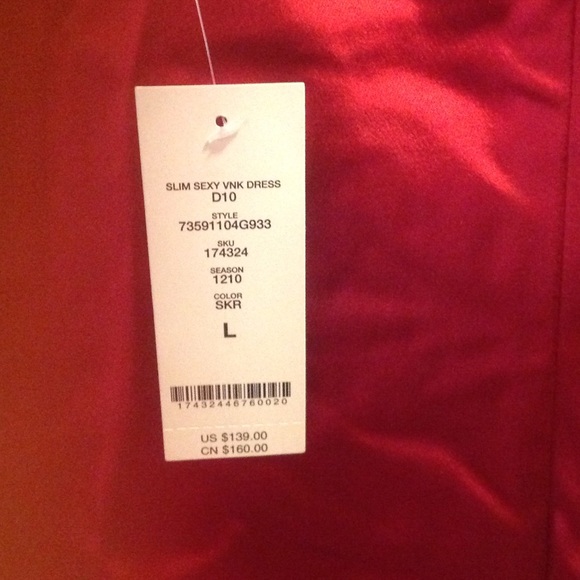 SLIM SEXY VNK DRESS
D10
STYLE
73591104G933
SKU
174324
SEASON
1210
COLOR
SKR
L
17432446760020
US $139.00
CN $160.00